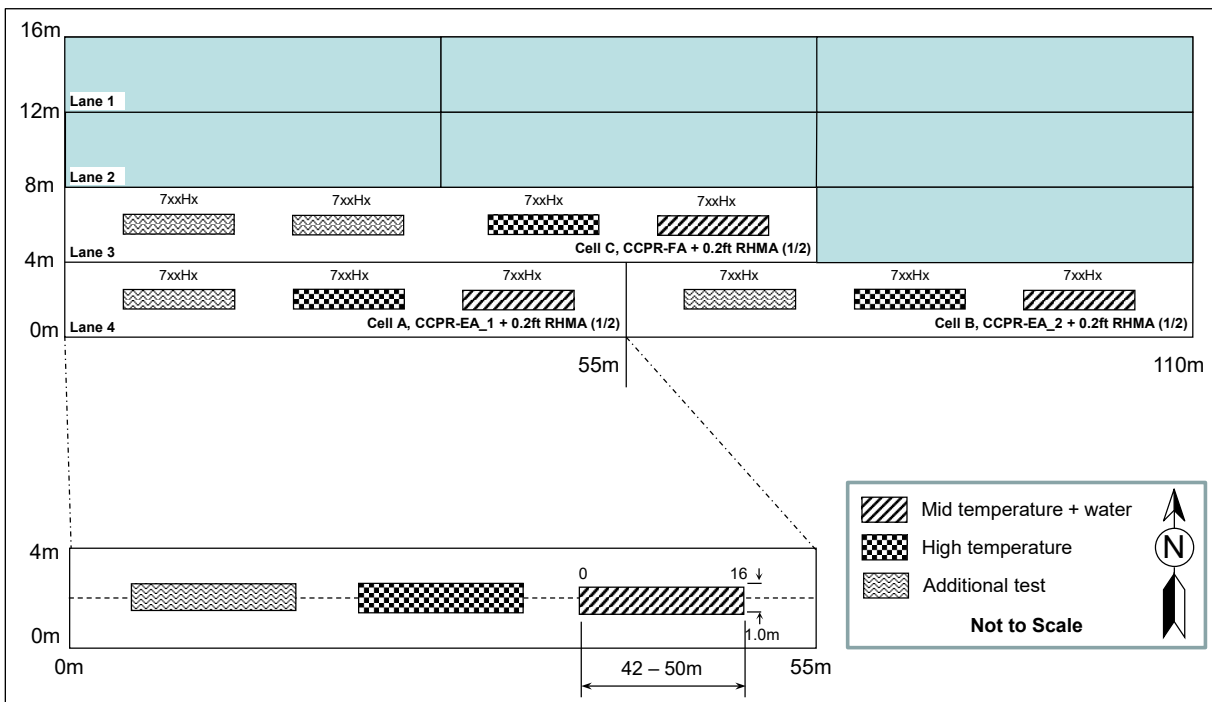 16m
Lane 1
12m
Lane 2
8m
7xxHx 7xxHx 7xxHx 7xxHx
Lane 3
Cell C, CCPR-FA + 0.2ft RHMA (1/2)
4m
7xxHx 7xxHx 7xxHx 7xxHx 7xxHx 7xxHx
Lane 4
Cell A, CCPR-EA_1 + 0.2ft RHMA (1/2)
Cell B, CCPR-EA_2 + 0.2ft RHMA (1/2)
0m
55m
110m
4m
0 16
1.0m
0m
0m
42 – 50m
55m
Mid temperature + water
High temperature
Additional test
N
Not to Scale